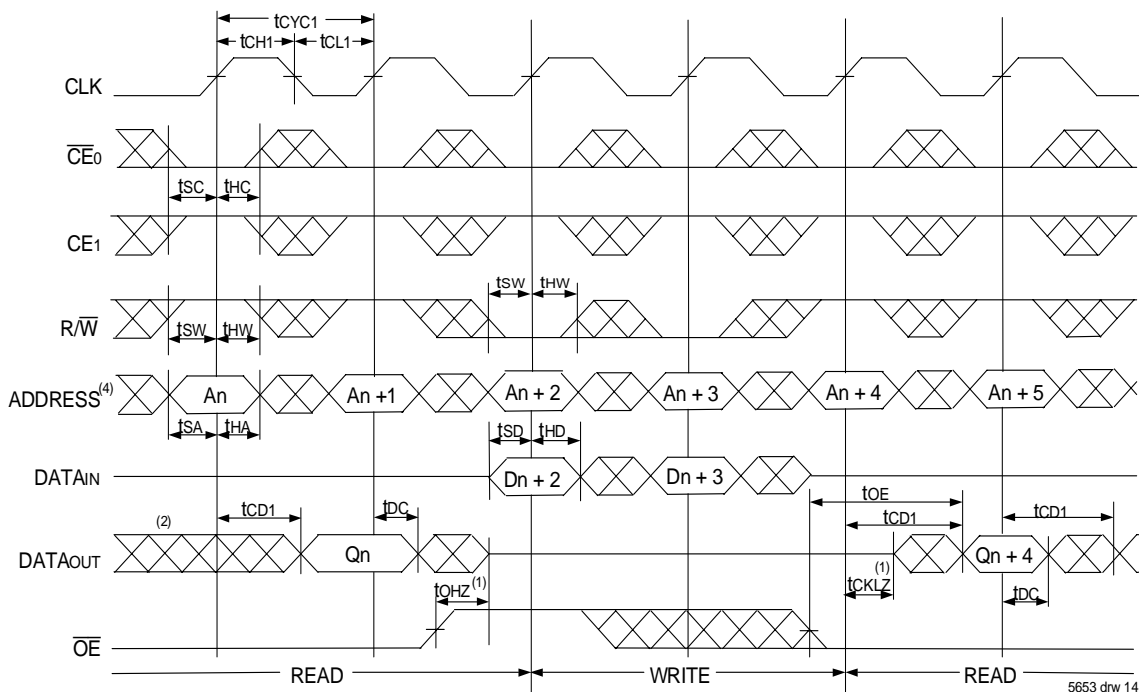 tCYC1
tCH1 tCL1
CLK
CE0
tSC tHC
CE1
tSW tHW
R/W
tSW tHW
ADDRESS(4) An An +1 An + 2 An + 3 An + 4 An + 5
tSA tHA tSD tHD
DATAIN Dn + 2 Dn + 3
tOE
(2) tCD1 tDC tCD1 tCD1
DATAOUT Qn Qn + 4
tOHZ(1) tCKLZ(1) tDC
OE
READ WRITE READ
5653 drw 14